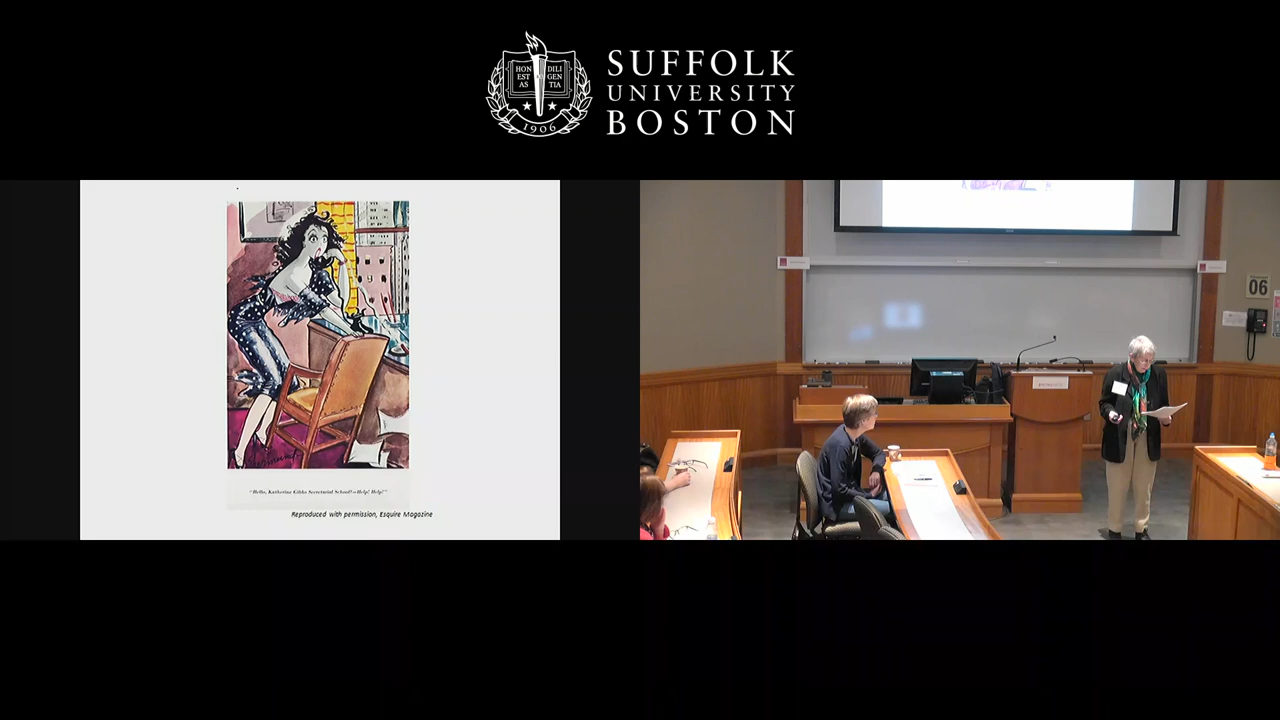 HON
EST
AS
DILI
GEN
TIA
1906
SUFFOLK
UNIVERSITY
BOSTON
"Hello, Katherine Gibbs Secretarial School?—Help! Help!"
Reproduced with permission, Esquire Magazine
06